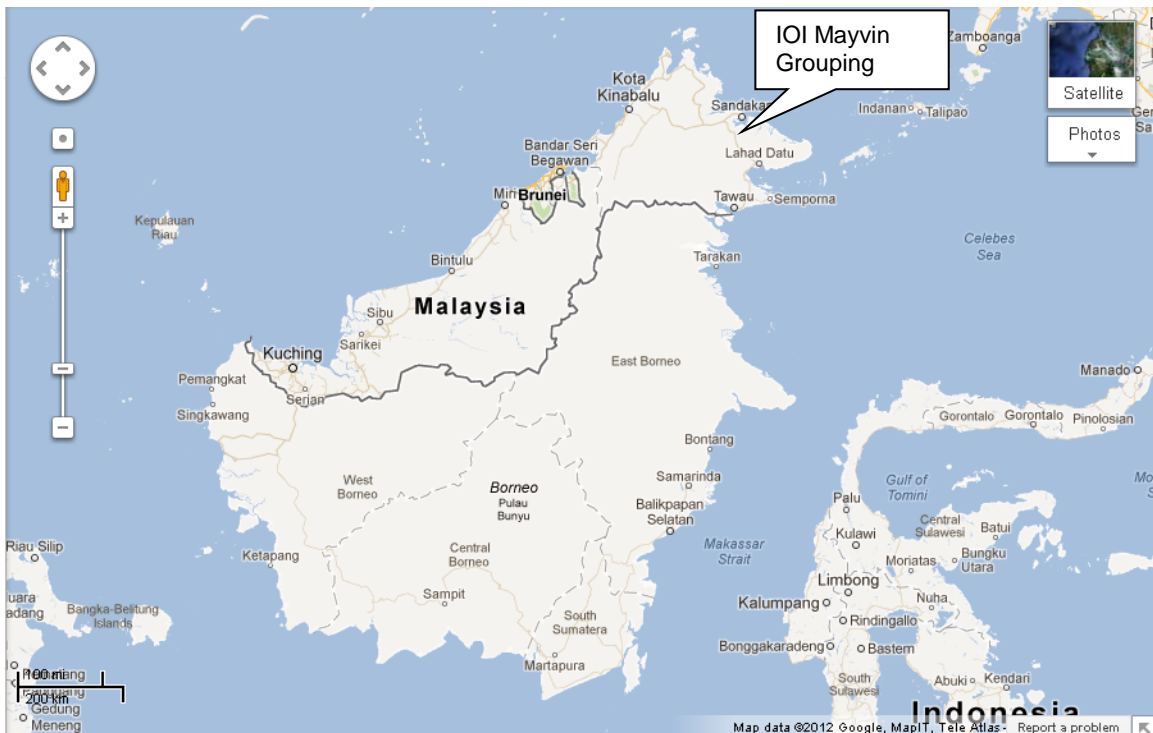 IOI Mayvin
Grouping
Zamboanga
Satellite
Photos
Kota
Kinabalu
Sandakan
Indanan
Talipao
Bandar Seri
Begawan
Lahad Datu
Miri
Brunei
Tawau
Semporna
Kepulauan
Riau
Celebes
Sea
Bintulu
Tarakan
Malaysia
Sibu
Sarikei
Kuching
East Borneo
Manado
Pemangkat
Serian
Singkawang
Gorontalo
Gorontalo
Pinolosian
Bontang
West
Borneo
Borneo
Pulau
Bunyu
Samarinda
Gulf of
Tomini
Balikpapan
Selatan
Palu
Central
Sulawesi
Batui
Riau Silip
Ketapang
Central
Borneo
Makassar
Strait
Kulawi
Moriatas
Bungku
Utara
Limbong
Bangka-Belitung
Islands
Sampit
Kalumpang
Nuha
South
Sumatera
Rindingallo
Bonggakaradeng
Bastem
Martapura
100 mi
200 km
South
Sulawesi
Abuki
Kendari
Gedung
Meneng
Indonesia
Map data ©2012 Google, MapIT, Tele Atlas - Report a problem